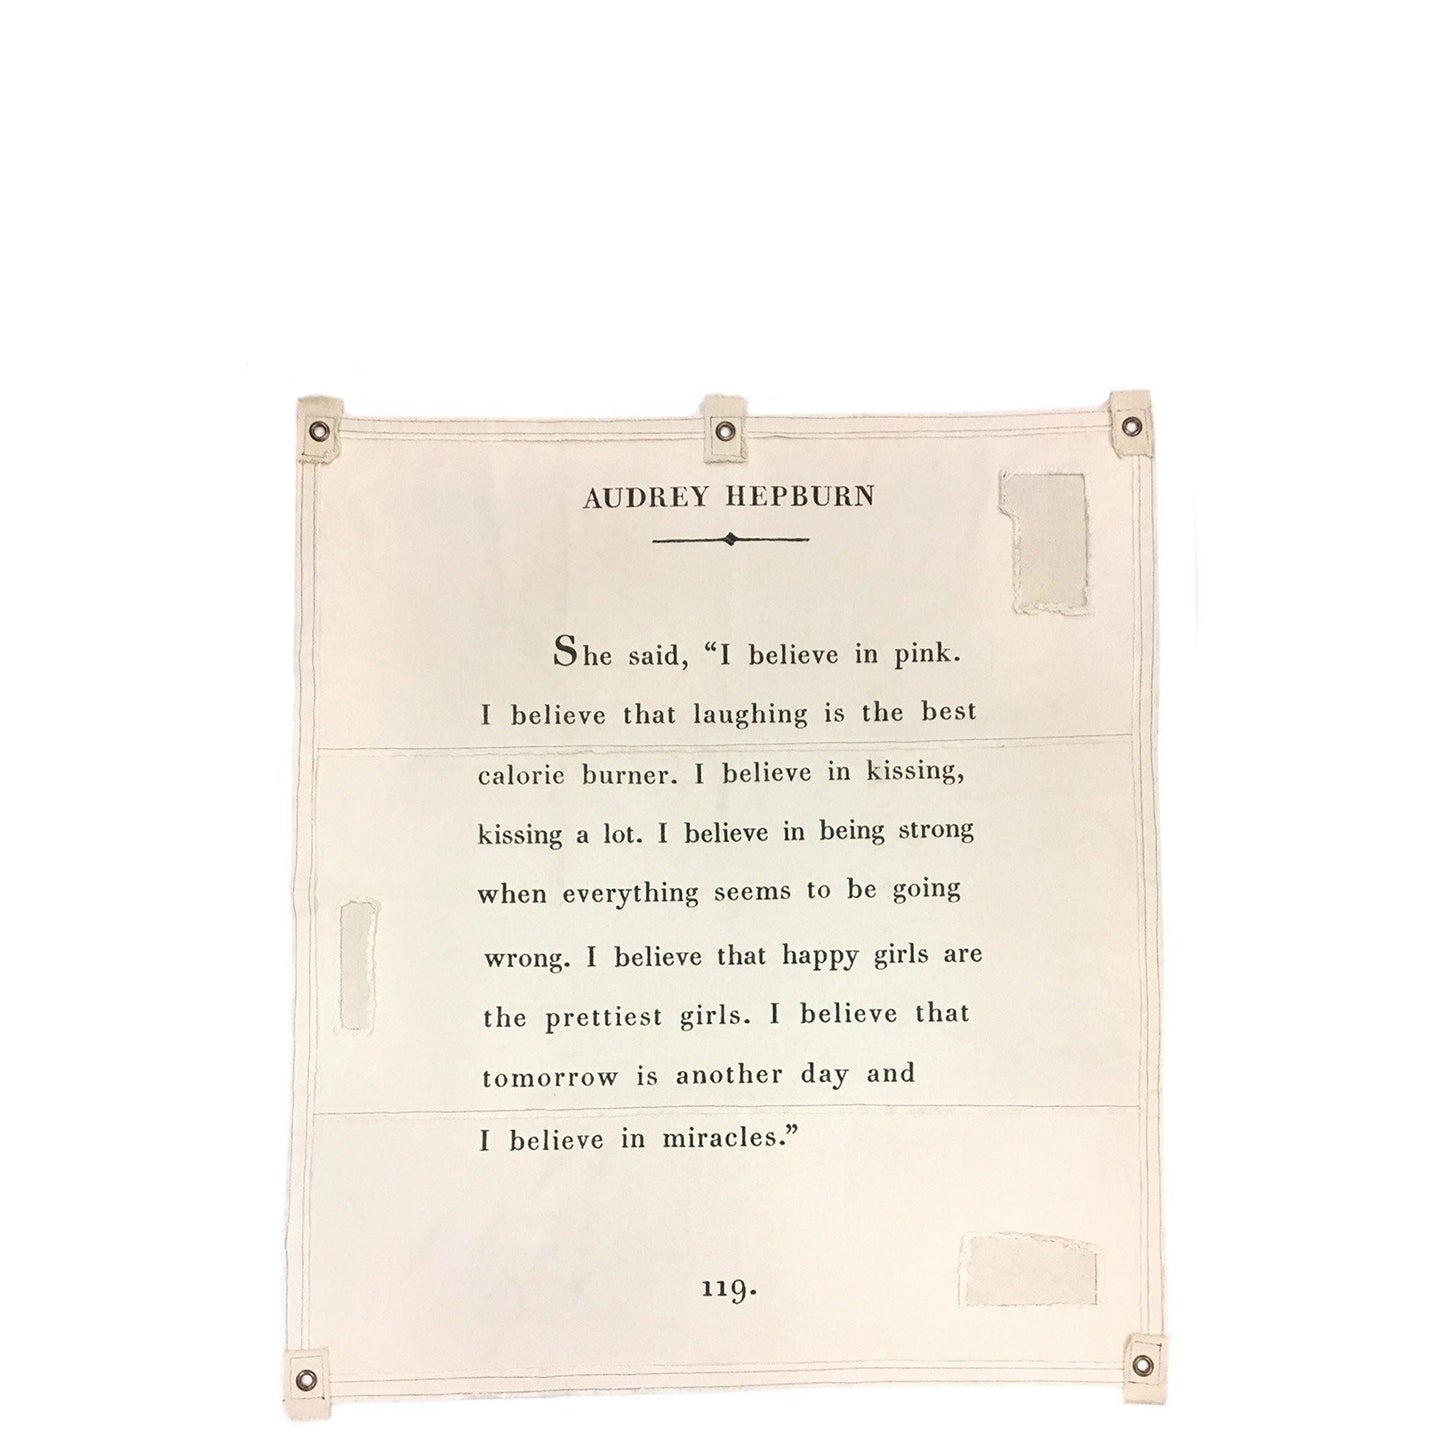 AUDREY HEPBURN
She said, “I believe in pink.
I believe that laughing is the best
calorie burner. I believe in kissing,
kissing a lot. I believe in being strong
when everything seems to be going
wrong. I believe that happy girls are
the prettiest girls. I believe that
tomorrow is another day and
I believe in miracles.”
119.